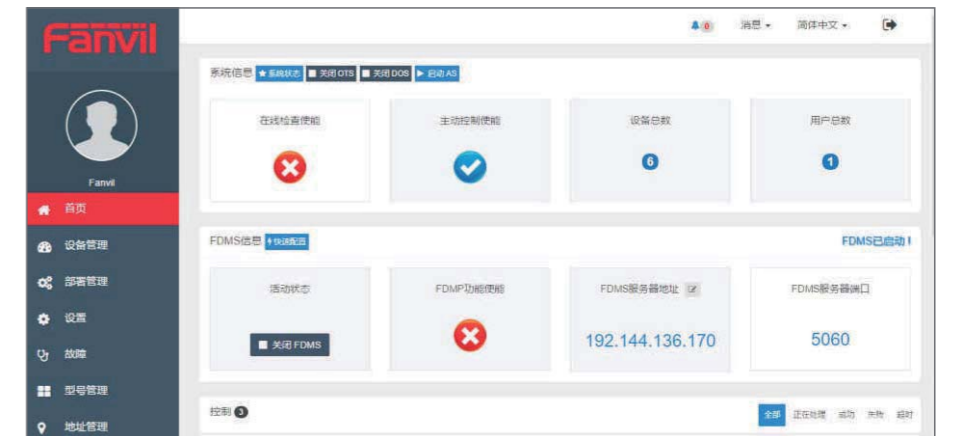 Fanvil
0 消息 简体中文
系统信息 系统状态 关闭 OTS 关闭 DOS 启动 AS
在线检查使能 主动控制使能 设备总数 用户总数
6 1
Fanvil
首页
设备管理
部署管理
设置
故障
型号管理
地址管理
FDMS信息 快速配置 FDMS已启动!
活动状态 FDMP功能使能 FDMS服务器地址 FDMS服务器端口
关闭 FDMS 192.144.136.170 5060
控制 3 全部 正在处理 成功 失败 超时